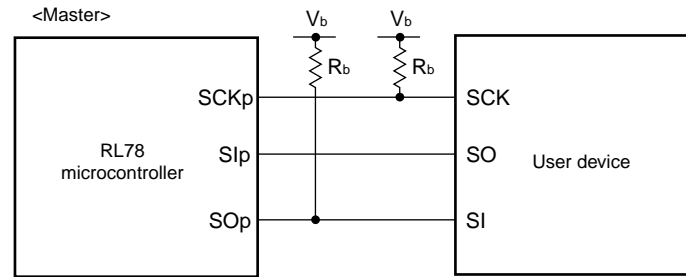 <Master>
Vb
Vb
Rb
Rb
SCKp
SCK
RL78
microcontroller
SIp
SO
User device
SOp
SI